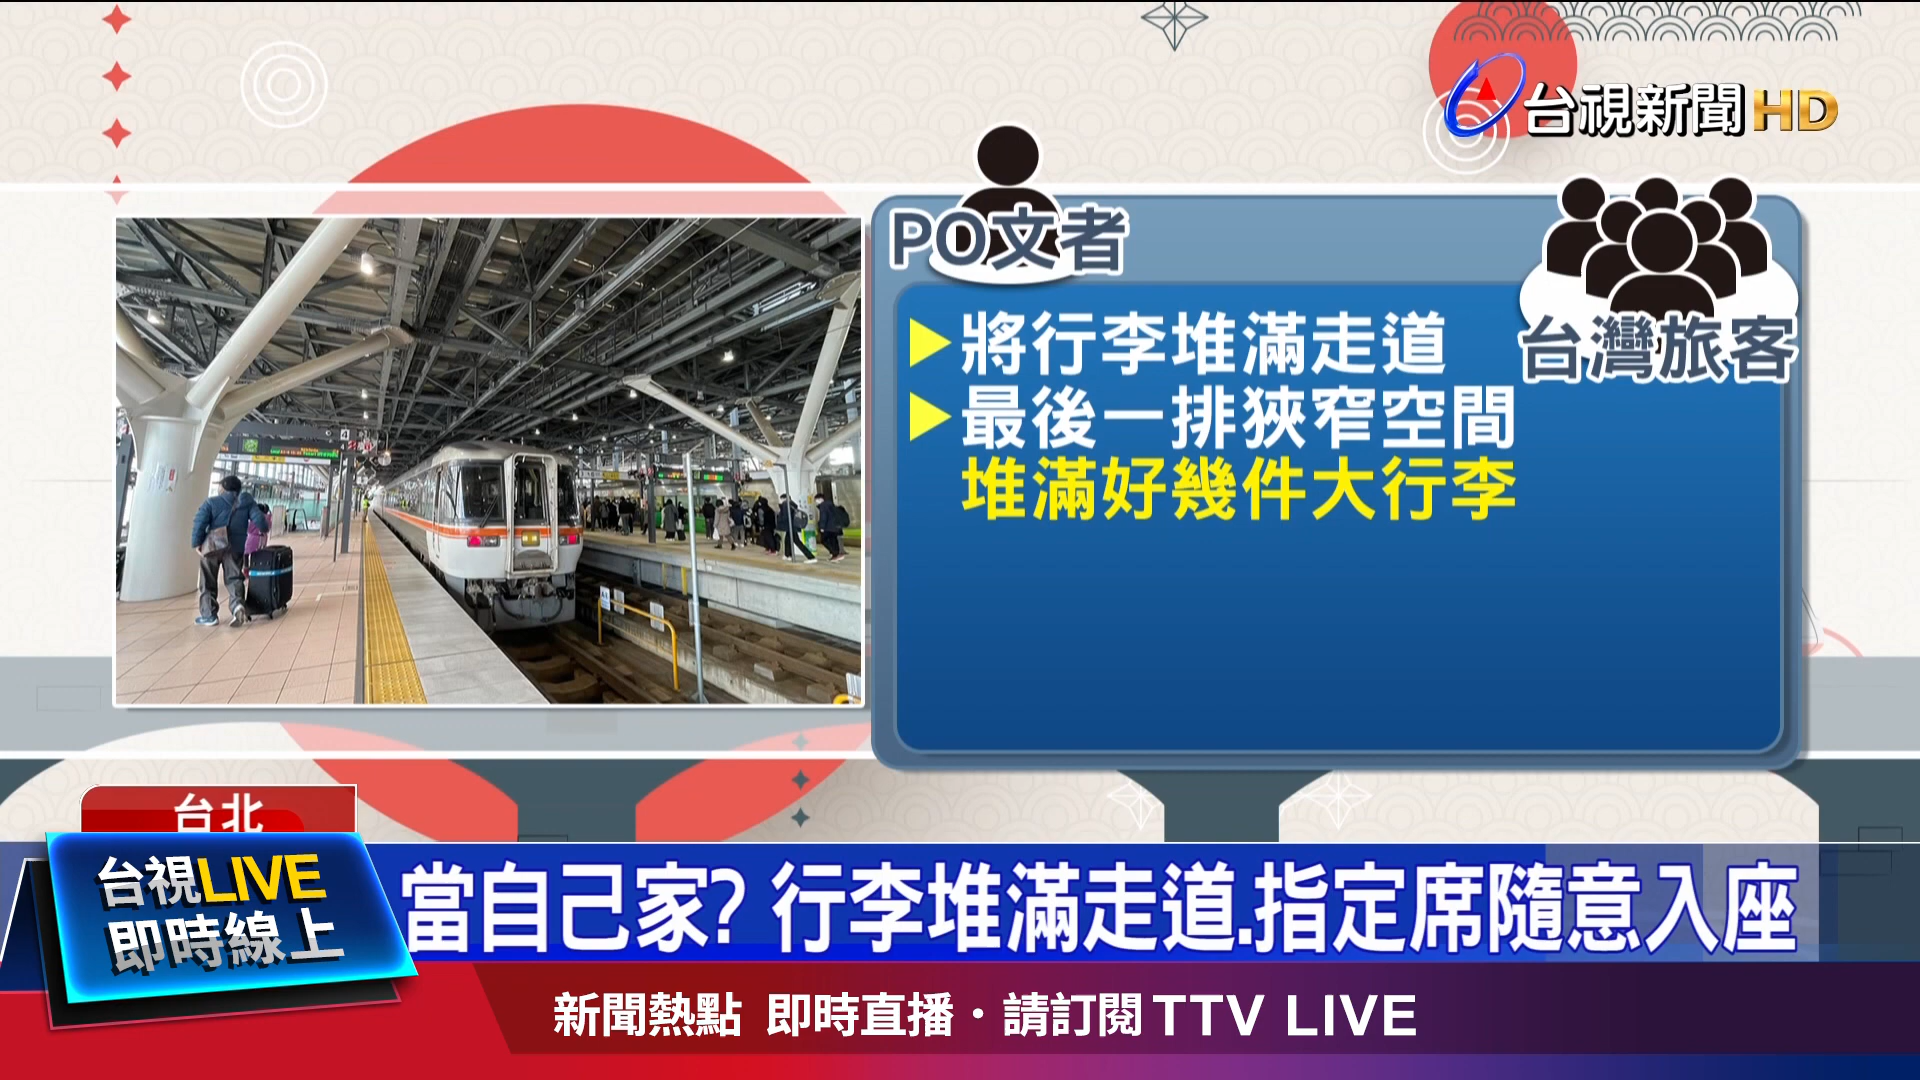 台視新聞HD
PO文者
台灣旅客
將行李堆滿走道
最後一排狹窄空間
堆滿好幾件大行李
台北
台視LIVE
即時線上
當自己家？行李堆滿走道.指定席隨意入座
新聞熱點 即時直播・請訂閱TTV LIVE